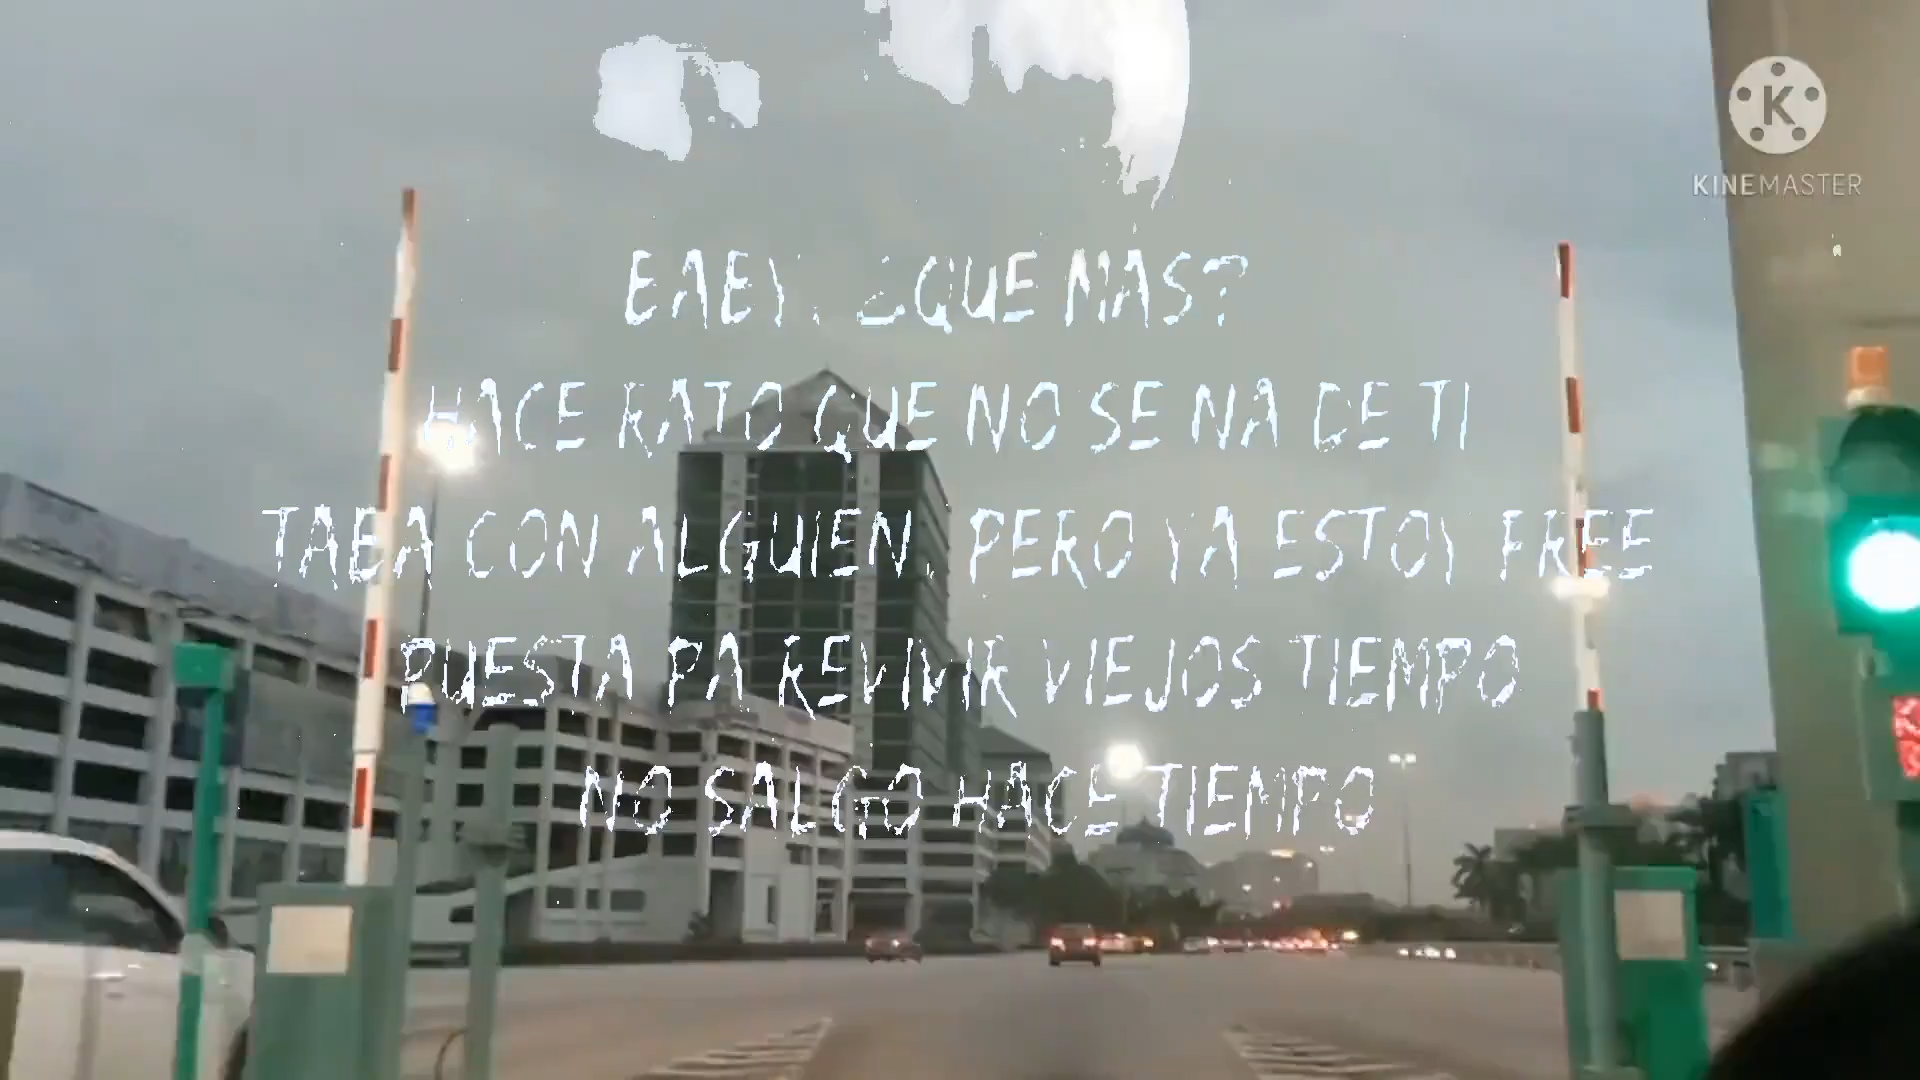 K
KINEMASTER
BABY, ¿QUE MAS?
HACE RATO QUE NO SE NA DE TI
TABA CON ALGUIEN, PERO YA ESTOY FREE
PUESTA PA REVIVIR VIEJOS TIEMPO
NO SALGO HACE TIEMPO